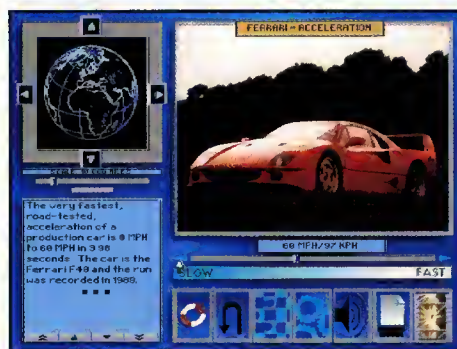 FERRARI - ACCELERATION
The very fastest,
road-tested,
acceleration of a
production car is 0 MPH
to 60 MPH in 3.98
seconds. The car is the
Ferrari F40 and the run
was recorded in 1989.
60 MPH/97 KPH
SLOW
FAST